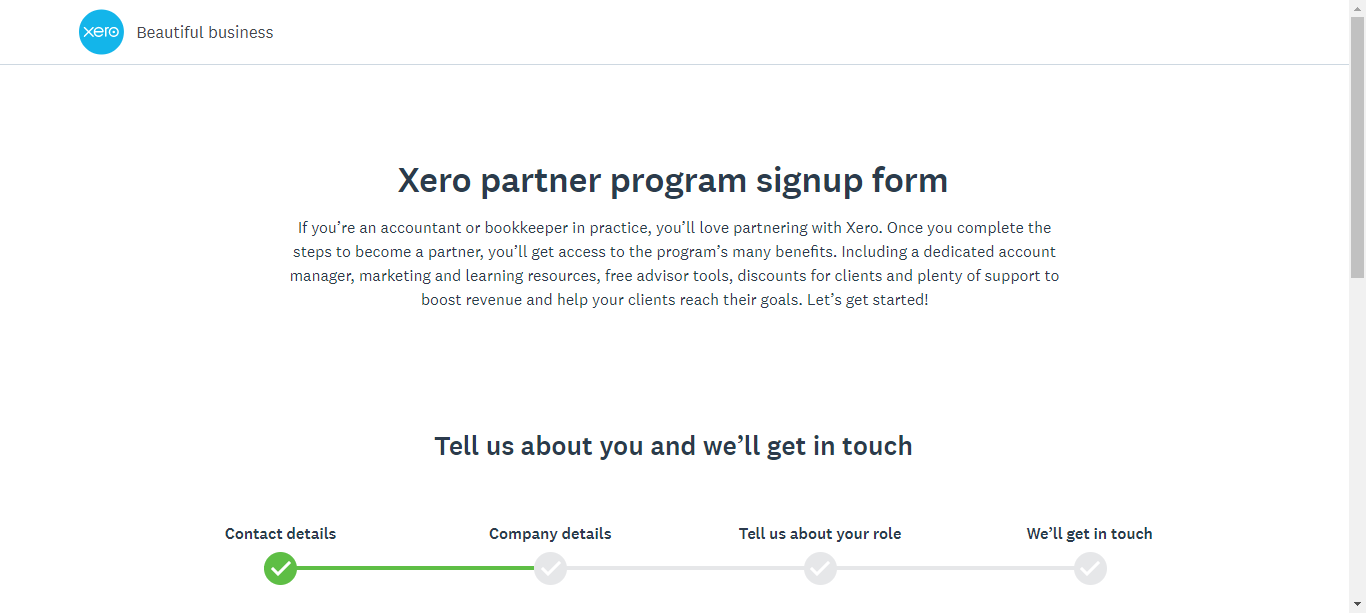 xero
Beautiful business
Xero partner program signup form
If you’re an accountant or bookkeeper in practice, you’ll love partnering with Xero. Once you complete the
steps to become a partner, you’ll get access to the program’s many benefits. Including a dedicated account
manager, marketing and learning resources, free advisor tools, discounts for clients and plenty of support to
boost revenue and help your clients reach their goals. Let’s get started!
Tell us about you and we’ll get in touch
Contact details
Company details
Tell us about your role
We’ll get in touch